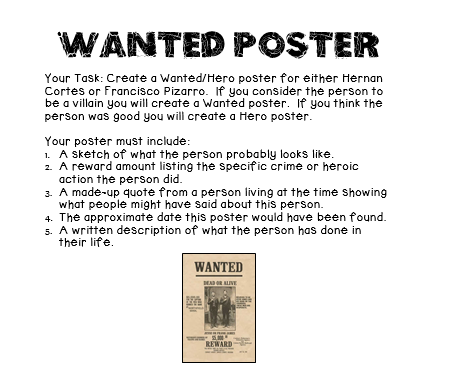 WANTED POSTER
Your Task: Create a Wanted/Hero poster for either Hernan
Cortes or Francisco Pizarro. If you consider the person to
be a villain you will create a Wanted poster. If you think the
person was good you will create a Hero poster.
Your poster must include:
1. A sketch of what the person probably looks like.
2. A reward amount listing the specific crime or heroic
action the person did.
3. A made-up quote from a person living at the time showing
what people might have said about this person.
4. The approximate date this poster would have been found.
5. A written description of what the person has done in
their life.
WANTED
DEAD OR ALIVE
$5,000
REWARD